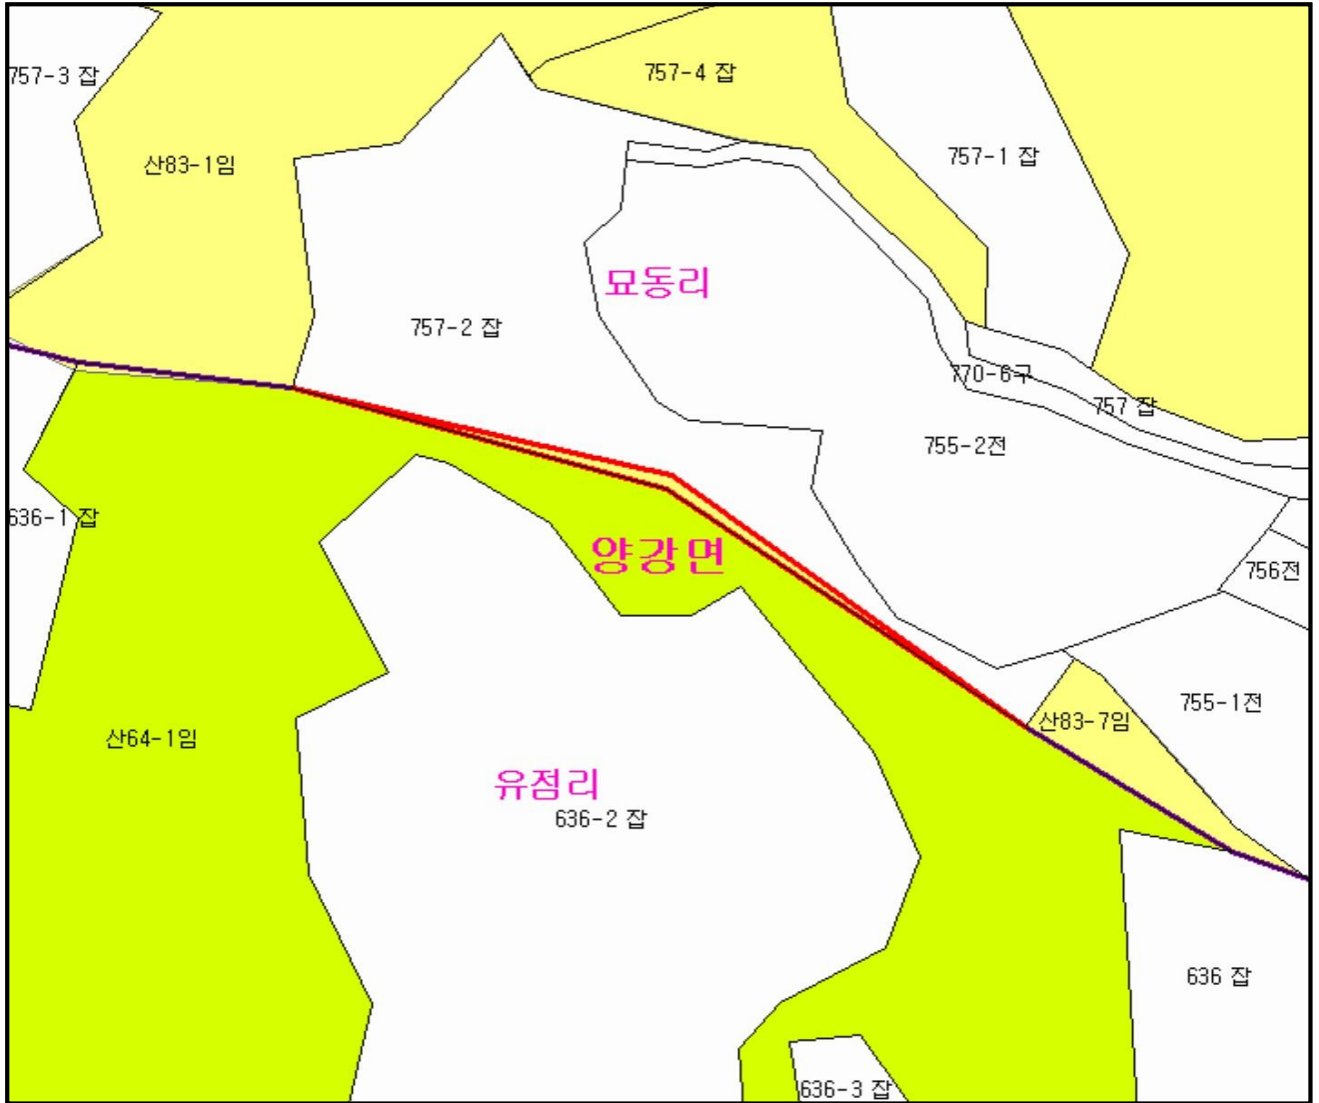 757-3 잡
757-4 잡
산83-1임
757-1 잡
묘동리
757-2 잡
770-6구
757 잡
755-2전
636-1 잡
양강면
756전
755-1전
산83-7임
산64-1임
유점리
636-2 잡
636 잡
636-3 잡